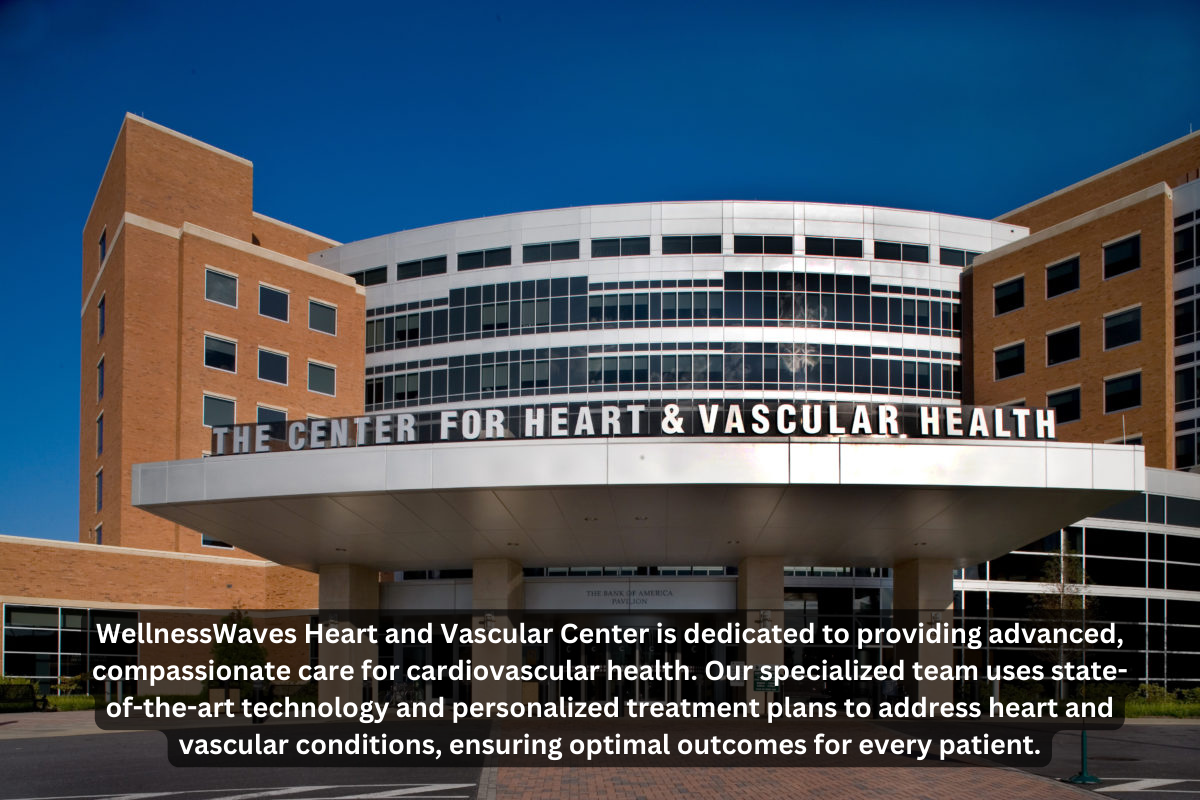 THE CENTER FOR HEART & VASCULAR HEALTH
THE BANK OF AMERICA
PAVILION
WellnessWaves Heart and Vascular Center is dedicated to providing advanced,
compassionate care for cardiovascular health. Our specialized team uses state-
of-the-art technology and personalized treatment plans to address heart and
vascular conditions, ensuring optimal outcomes for every patient.